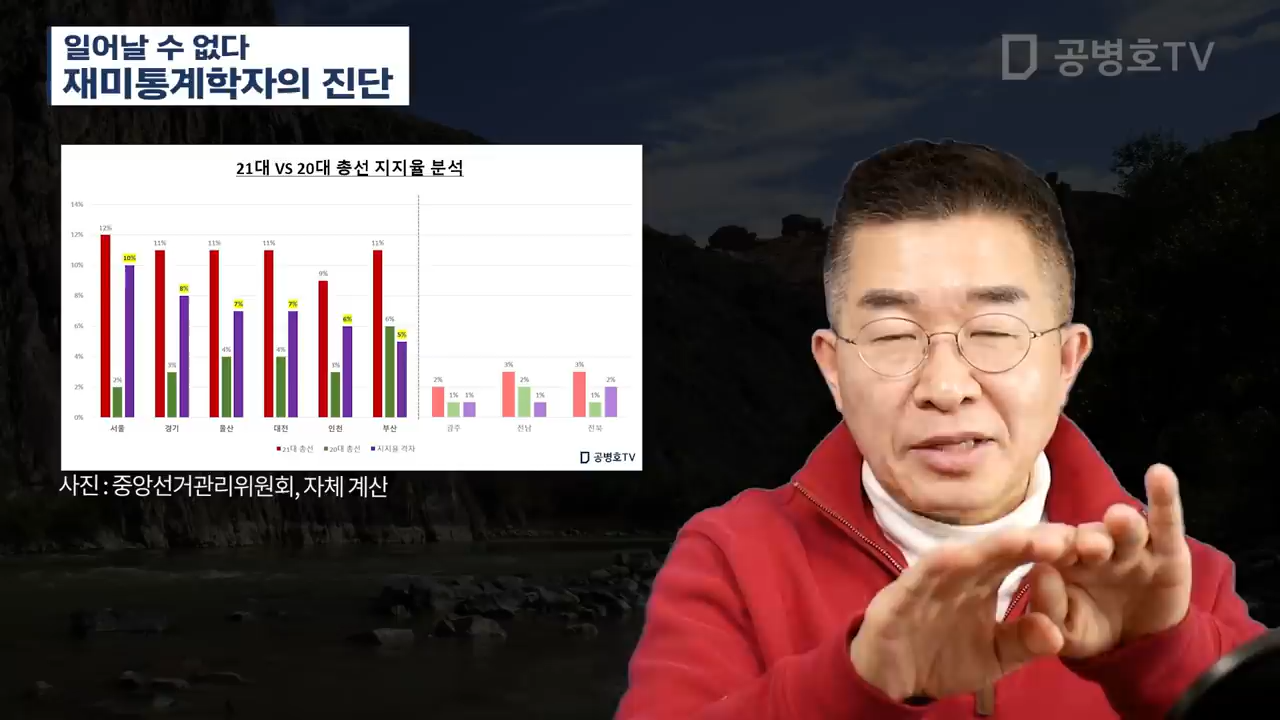 일어날 수 없다
재미통계학자의 진단
공병호TV
21대 VS 20대 총선 지지율 분석
14%
12%
10%
8%
6%
4%
2%
0%
12%
2%
10%
11%
3%
8%
11%
4%
7%
11%
4%
7%
9%
3%
6%
11%
6%
5%
2%
1%
1%
3%
2%
1%
3%
1%
2%
서울
경기
울산
대전
인천
부산
광주
전남
전북
21대 총선
20대 총선
지지율 격차
공병호TV
사진 : 중앙선거관리위원회, 자체 계산